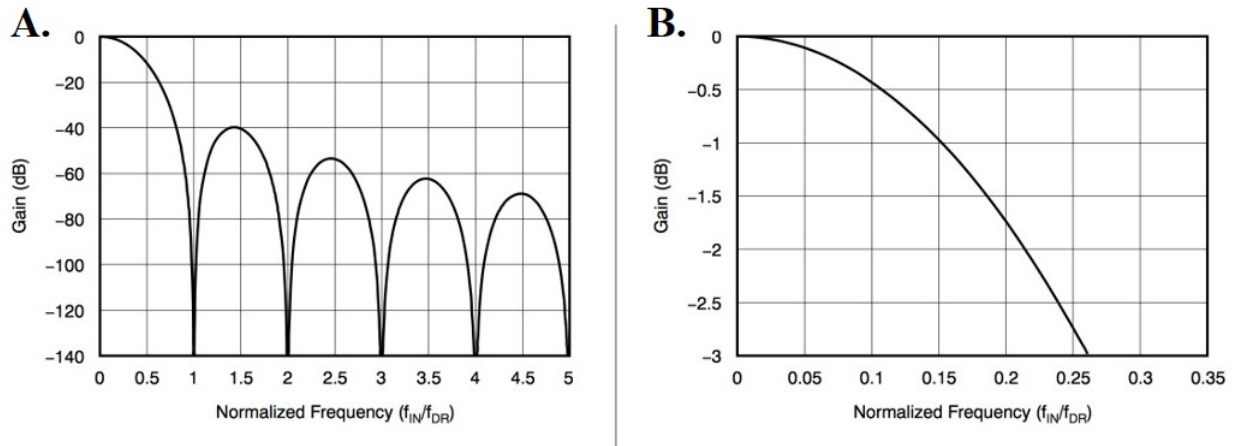 A.
0
−20
−40
−60
−80
−100
−120
−140
Gain (dB)
0 0.5 1 1.5 2 2.5 3 3.5 4 4.5 5
Normalized Frequency (fIN/fDR)
B.
0
−0.5
−1
−1.5
−2
−2.5
−3
Gain (dB)
0 0.05 0.1 0.15 0.2 0.25 0.3 0.35
Normalized Frequency (fIN/fDR)